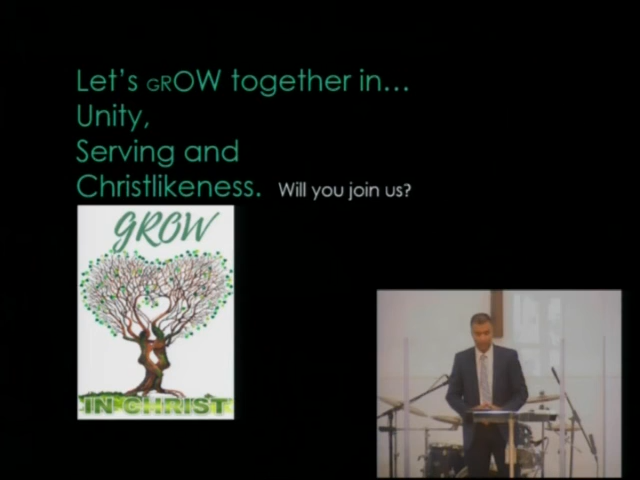 Let's GROW together in...
Unity,
Serving and
Christlikeness. Will you join us?
GROW
IN CHRIST